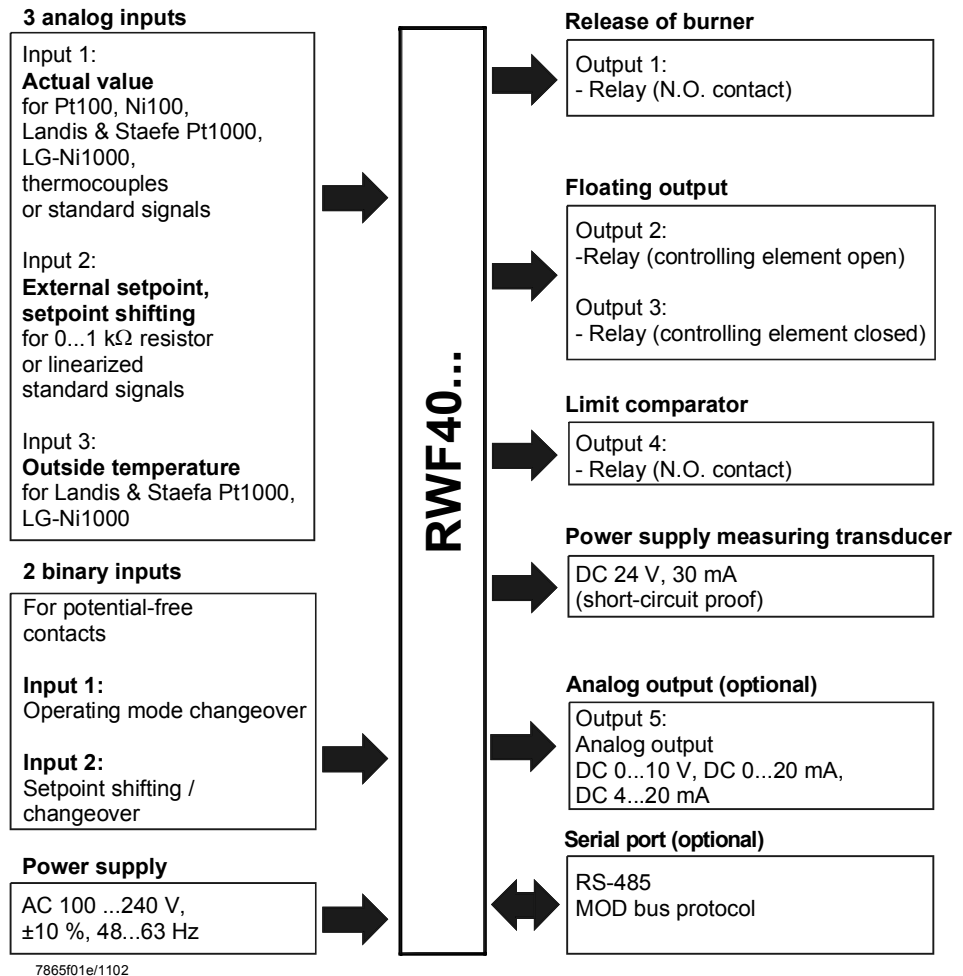 3 analog inputs
Input 1:
Actual value
for Pt100, Ni100,
Landis & Staefe Pt1000,
LG-Ni1000,
thermocouples
or standard signals
Input 2:
External setpoint,
setpoint shifting
for 0...1 kΩ resistor
or linearized
standard signals
Input 3:
Outside temperature
for Landis & Staefa Pt1000,
LG-Ni1000
2 binary inputs
For potential-free
contacts
Input 1:
Operating mode changeover
Input 2:
Setpoint shifting /
changeover
Power supply
AC 100 ...240 V,
±10 %, 48...63 Hz
7865f01e/1102
RWF40...
Release of burner
Output 1:
- Relay (N.O. contact)
Floating output
Output 2:
-Relay (controlling element open)
Output 3:
- Relay (controlling element closed)
Limit comparator
Output 4:
- Relay (N.O. contact)
Power supply measuring transducer
DC 24 V, 30 mA
(short-circuit proof)
Analog output (optional)
Output 5:
Analog output
DC 0...10 V, DC 0...20 mA,
DC 4...20 mA
Serial port (optional)
RS-485
MOD bus protocol